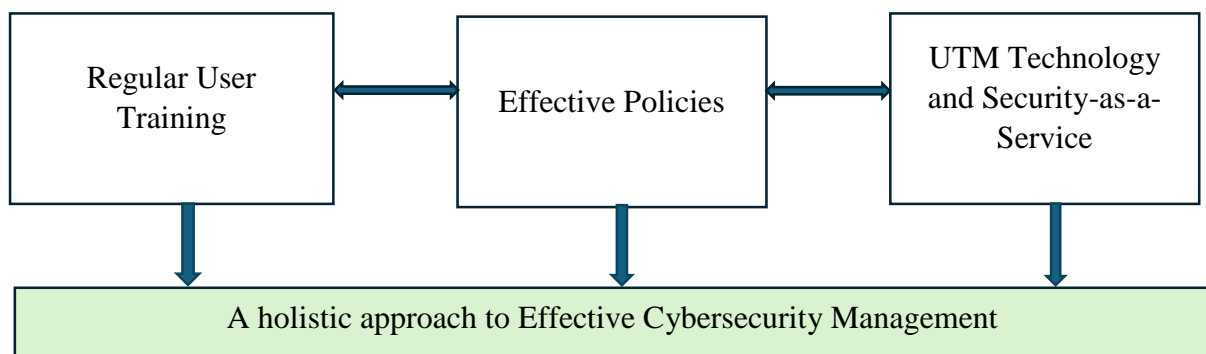 Regular User
Training
Effective Policies
UTM Technology
and Security-as-a-
Service
A holistic approach to Effective Cybersecurity Management